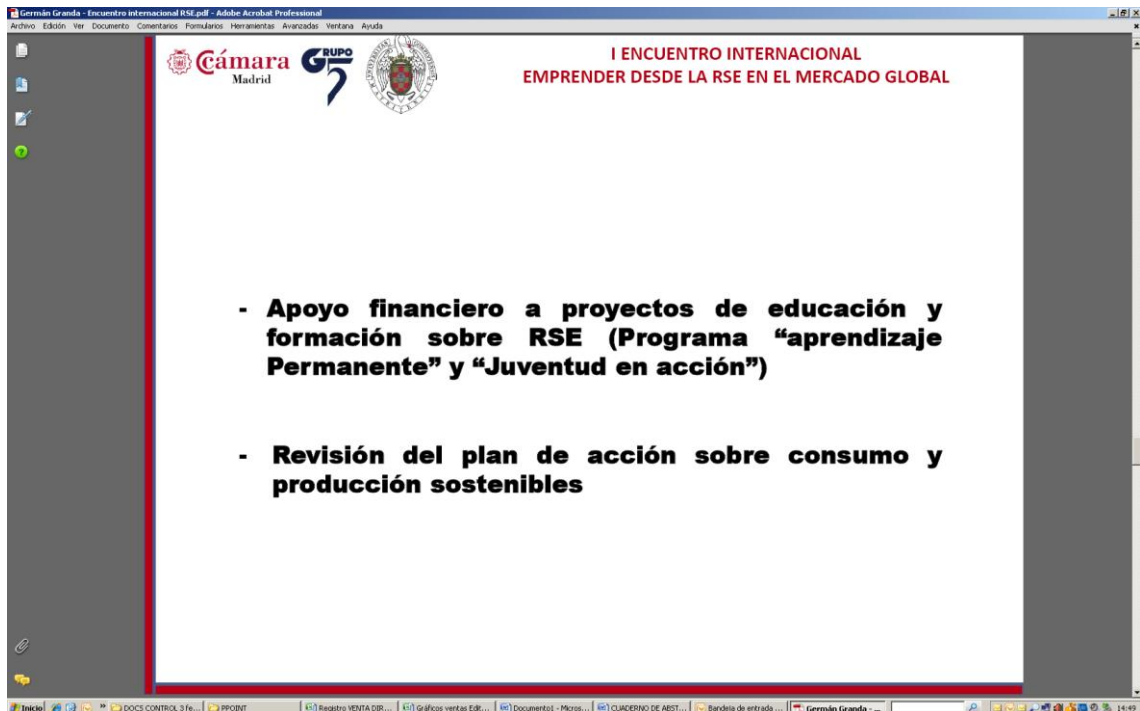 Germán Granda - Encuentro internacional RSE.pdf - Adobe Acrobat Professional
Archivo Edición Ver Documento Comentarios Formularios Herramientas Avanzadas Ventana Ayuda
Cámara
Madrid
GRUPO
5
I ENCUENTRO INTERNACIONAL
EMPRENDER DESDE LA RSE EN EL MERCADO GLOBAL
- Apoyo financiero a proyectos de educación y
formación sobre RSE (Programa “aprendizaje
Permanente” y “Juventud en acción”)
- Revisión del plan de acción sobre consumo y
producción sostenibles
Inicio » DOCS CONTROL 3 fe... PPOINT Registro VENTA DIR... Gráficos ventas Edit... Documento1 - Micros... CUADERNO DE ABST... Bandeja de entrada ... Germán Granda - ... 14:49